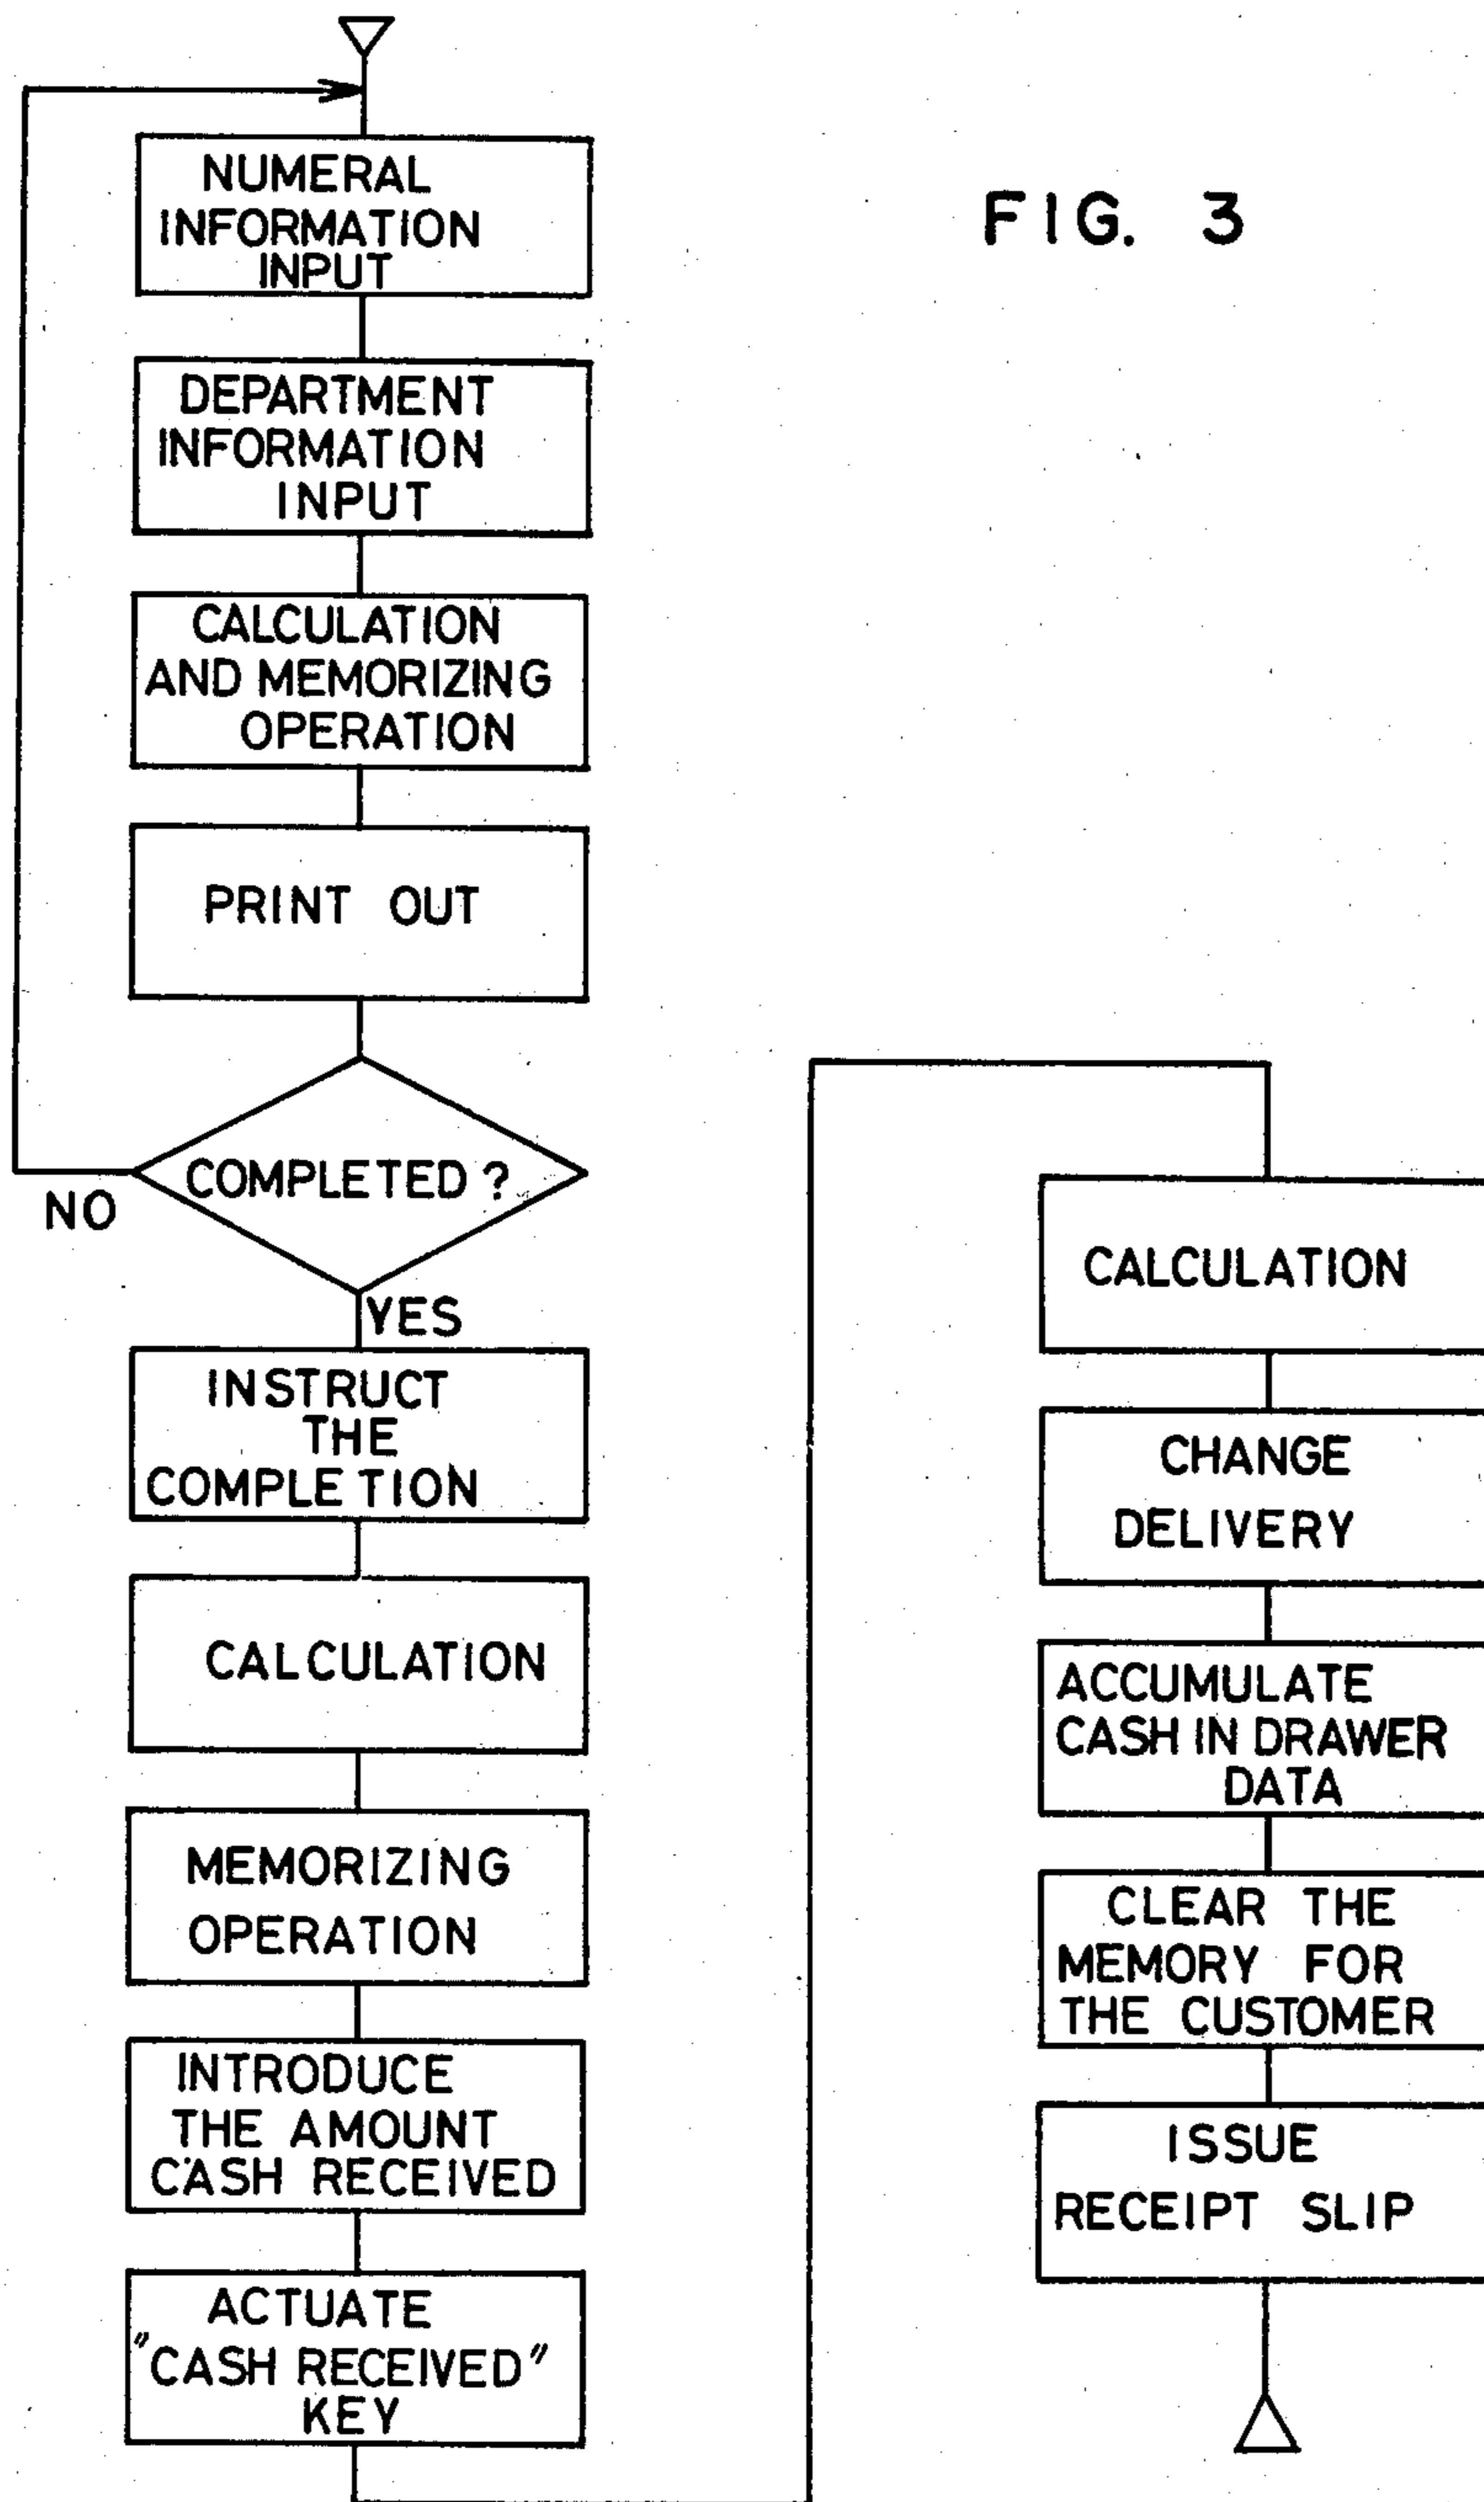 FIG. 3
NUMERAL
INFORMATION
INPUT
DEPARTMENT
INFORMATION
INPUT
CALCULATION
AND MEMORIZING
OPERATION
PRINT OUT
COMPLETED ?
NO
YES
INSTRUCT
THE
COMPLETION
CALCULATION
MEMORIZING
OPERATION
INTRODUCE
THE AMOUNT
CASH RECEIVED
ACTUATE
"CASH RECEIVED"
KEY
CALCULATION
CHANGE
DELIVERY
ACCUMULATE
CASH IN DRAWER
DATA
CLEAR THE
MEMORY FOR
THE CUSTOMER
ISSUE
RECEIPT SLIP